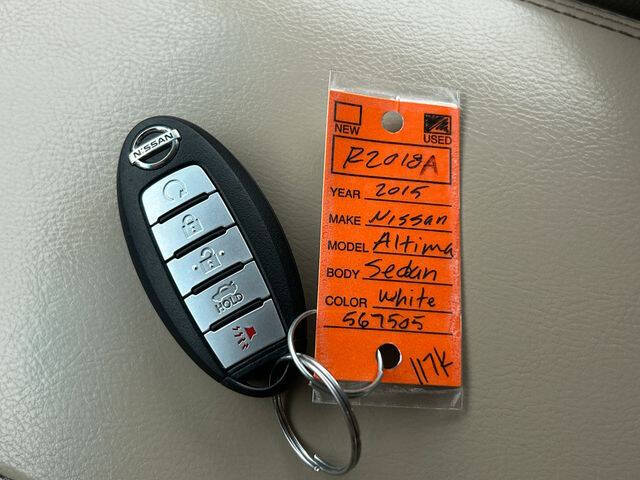 NISSAN
HOLD
NEW
USED
R2018A
YEAR 2015
MAKE Nissan
MODEL Altima
BODY Sedan
COLOR White
567505
117K